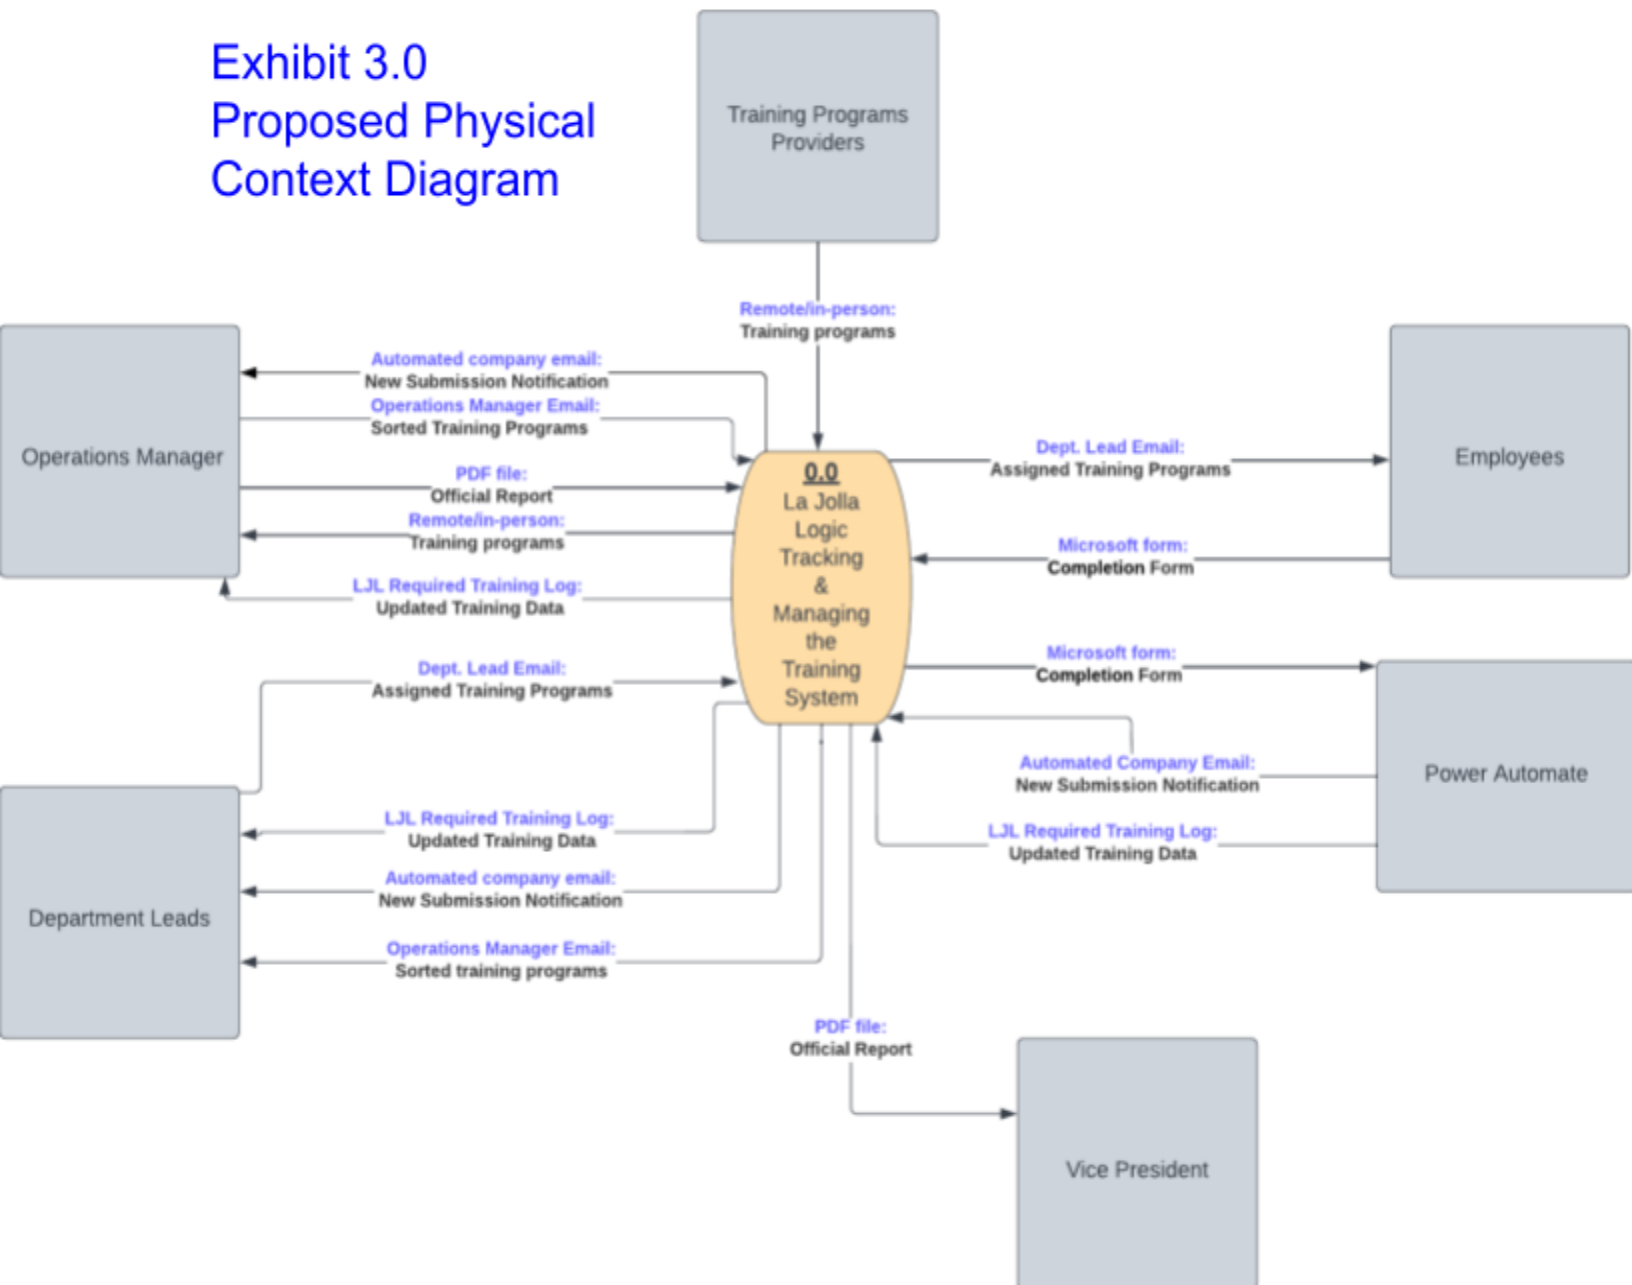 Exhibit 3.0
Proposed Physical
Context Diagram
Training Programs
Providers
Remote/in-person:
Training programs
Operations Manager
Automated company email:
New Submission Notification
Operations Manager Email:
Sorted Training Programs
PDF file:
Official Report
Remote/in-person:
Training programs
LJL Required Training Log:
Updated Training Data
0.0
La Jolla
Logic
Tracking
&
Managing
the
Training
System
Dept. Lead Email:
Assigned Training Programs
Employees
Microsoft form:
Completion Form
Microsoft form:
Completion Form
Power Automate
Automated Company Email:
New Submission Notification
LJL Required Training Log:
Updated Training Data
Dept. Lead Email:
Assigned Training Programs
LJL Required Training Log:
Updated Training Data
Automated company email:
New Submission Notification
Department Leads
Operations Manager Email:
Sorted training programs
PDF file:
Official Report
Vice President